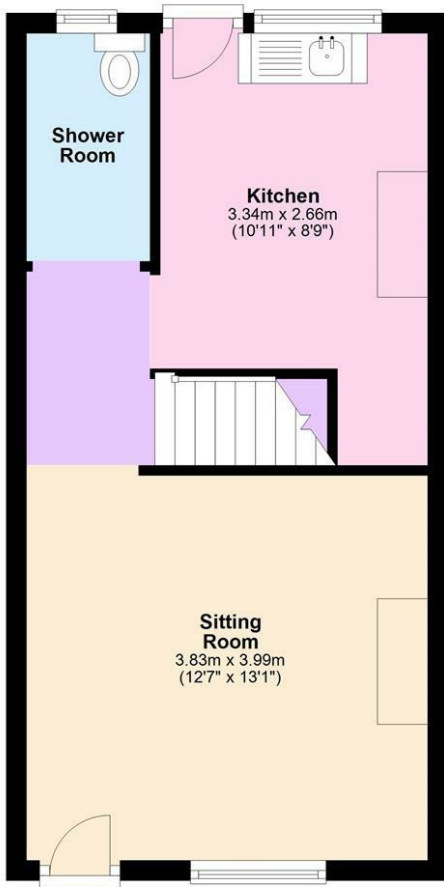 Shower
Room
Kitchen
3.34m x 2.66m
(10'11" x 8'9")
Sitting
Room
3.83m x 3.99m
(12'7" x 13'1")